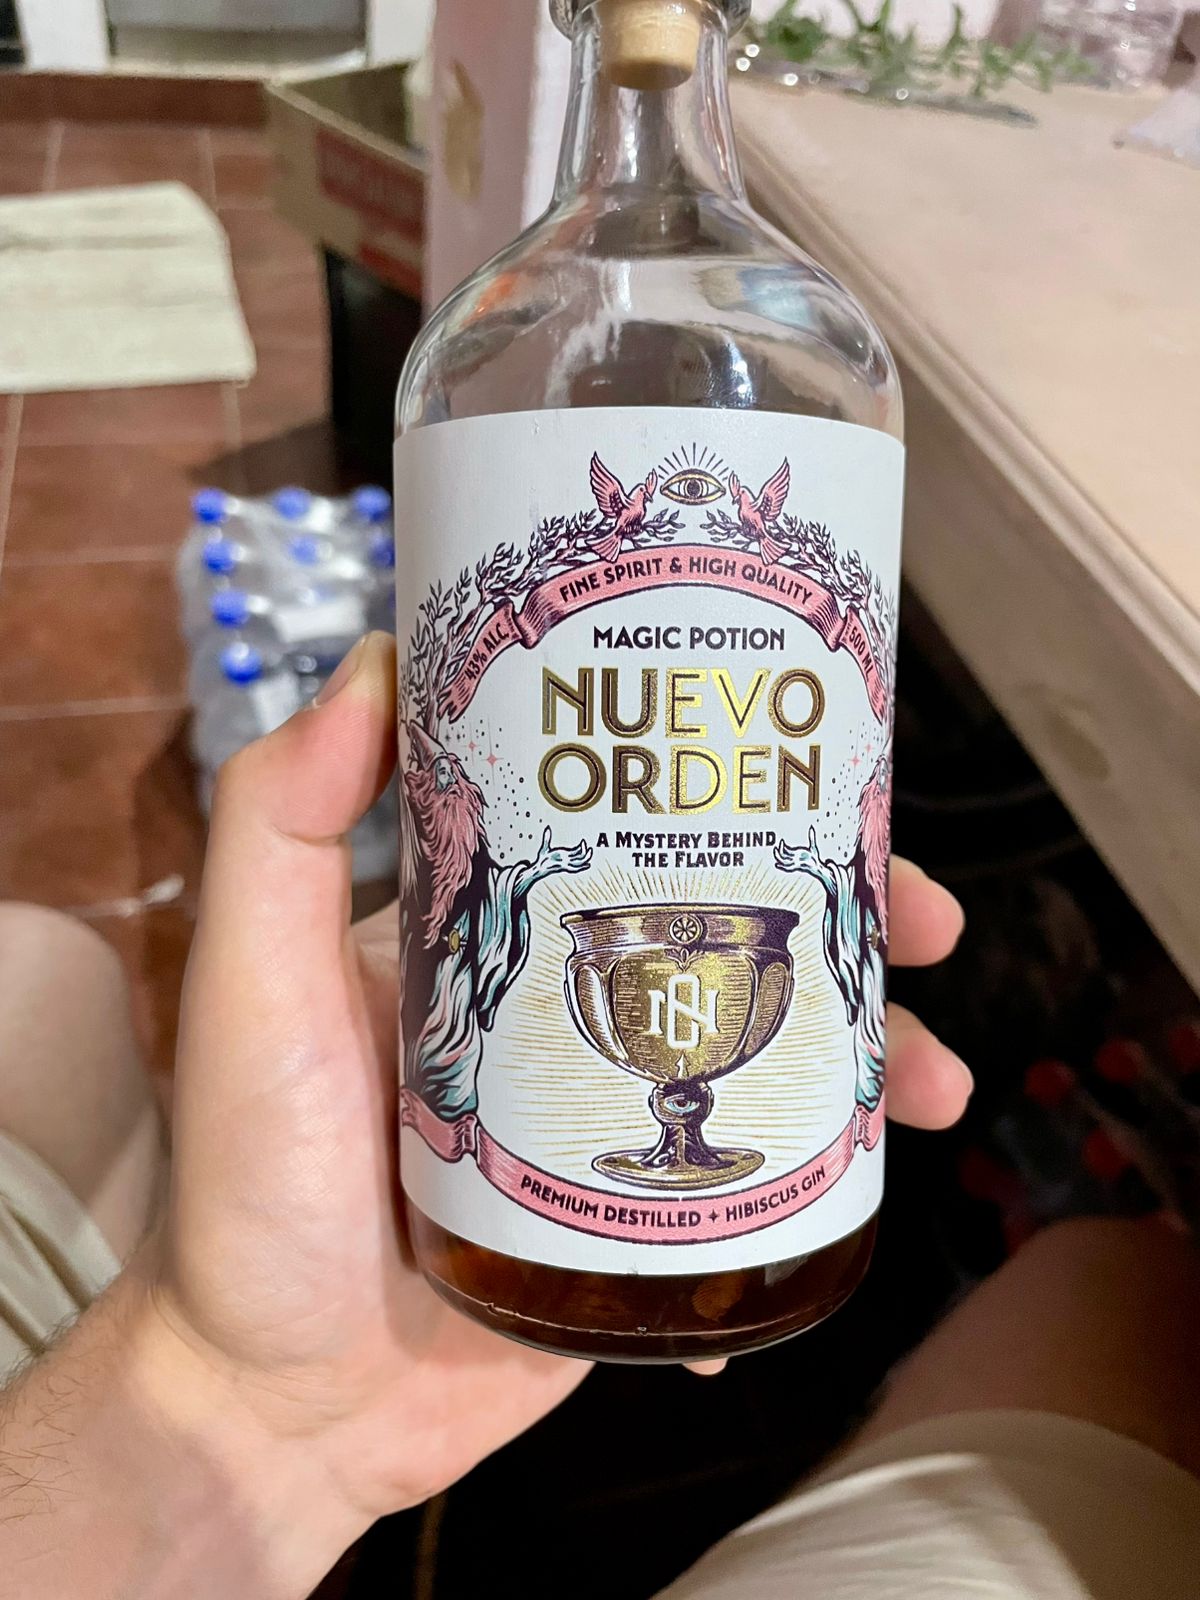 FINE SPIRIT & HIGH QUALITY
43% ALC.
500 ML
MAGIC POTION
NUEVO
ORDEN
A MYSTERY BEHIND
THE FLAVOR
NO
PREMIUM DESTILLED ✦ HIBISCUS GIN